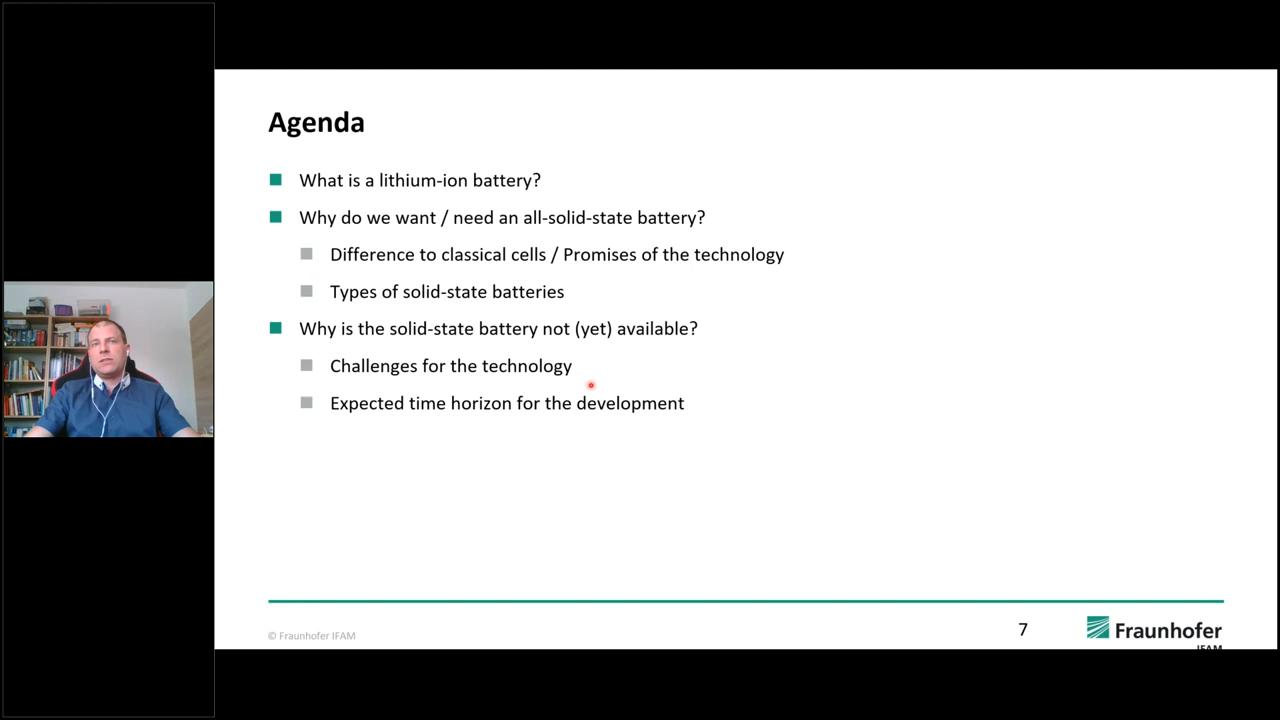 Agenda
What is a lithium-ion battery?
Why do we want / need an all-solid-state battery?
Difference to classical cells / Promises of the technology
Types of solid-state batteries
Why is the solid-state battery not (yet) available?
Challenges for the technology
Expected time horizon for the development
© Fraunhofer IFAM
7
Fraunhofer
IFAM